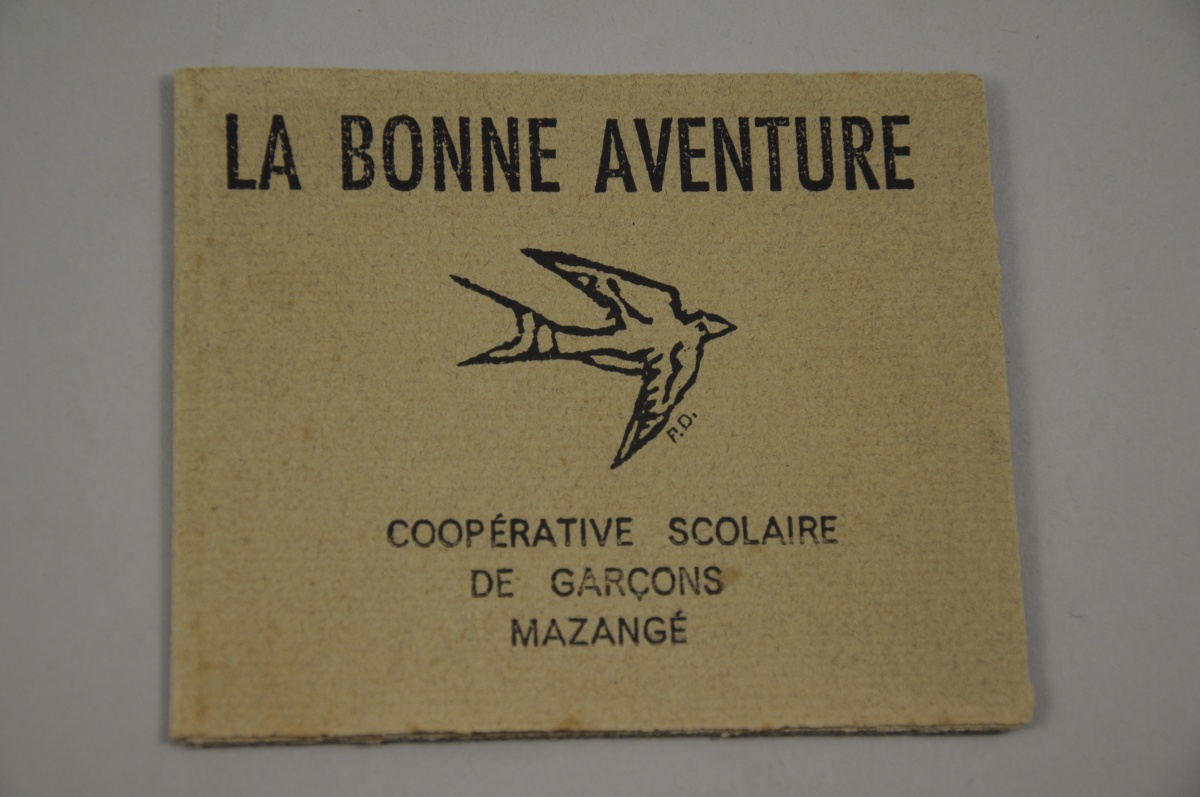 LA BONNE AVENTURE
P.D.
COOPÉRATIVE SCOLAIRE
DE GARÇONS
MAZANGÉ